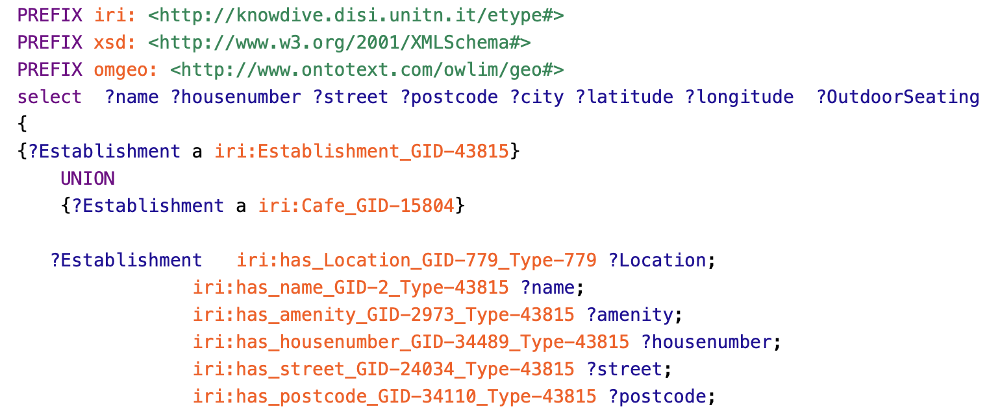 PREFIX iri: <http://knowdive.disi.unitn.it/etype#>
PREFIX xsd: <http://www.w3.org/2001/XMLSchema#>
PREFIX omgeo: <http://www.ontotext.com/owlim/geo#>
select  ?name ?housenumber ?street ?postcode ?city ?latitude ?longitude  ?OutdoorSeating
{
{?Establishment a iri:Establishment_GID-43815}
    UNION
    {?Establishment a iri:Cafe_GID-15804}

   ?Establishment   iri:has_Location_GID-779_Type-779 ?Location;
                iri:has_name_GID-2_Type-43815 ?name;
                iri:has_amenity_GID-2973_Type-43815 ?amenity;
                iri:has_housenumber_GID-34489_Type-43815 ?housenumber;
                iri:has_street_GID-24034_Type-43815 ?street;
                iri:has_postcode_GID-34110_Type-43815 ?postcode;